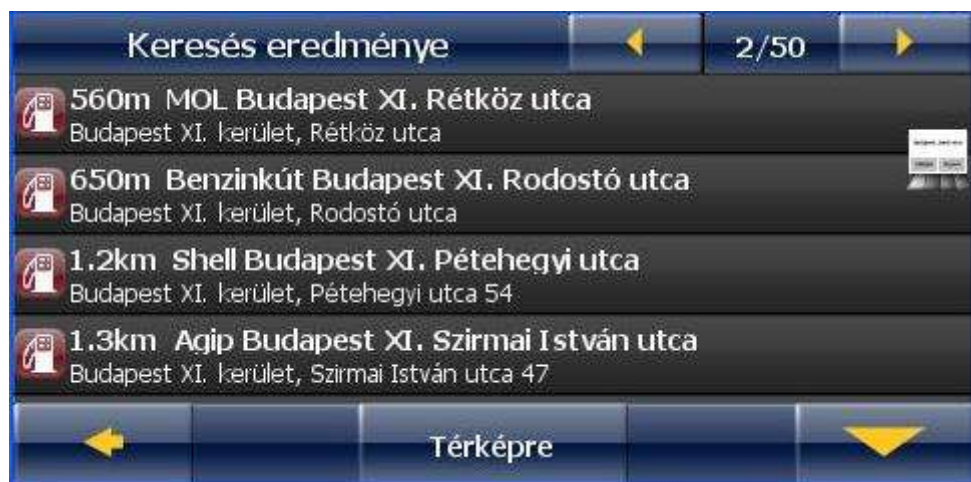 Keresés eredménye
2/50
560m MOL Budapest XI. Rétköz utca
Budapest XI. kerület, Rétköz utca
650m Benzinkút Budapest XI. Rodostó utca
Budapest XI. kerület, Rodostó utca
1.2km Shell Budapest XI. Pétehegyi utca
Budapest XI. kerület, Pétehegyi utca 54
1.3km Agip Budapest XI. Szirmai István utca
Budapest XI. kerület, Szirmai István utca 47
Térképre